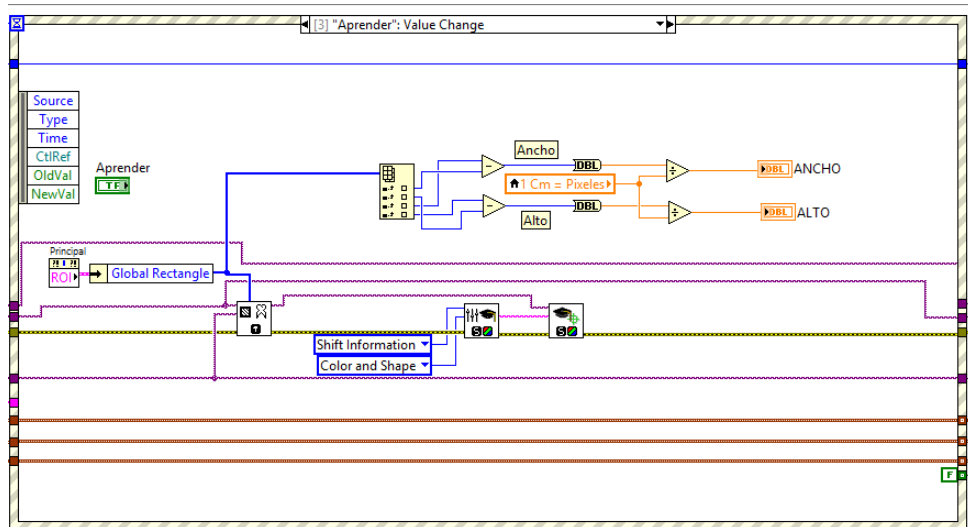 [3] "Aprender": Value Change
Source
Type
Time
CtlRef
OldVal
NewVal
Aprender
TF
Ancho
DBL
1 Cm = Pixeles
DBL
Alto
DBL
ANCHO
DBL
ALTO
Principal
ROI
Global Rectangle
Shift Information
Color and Shape
F